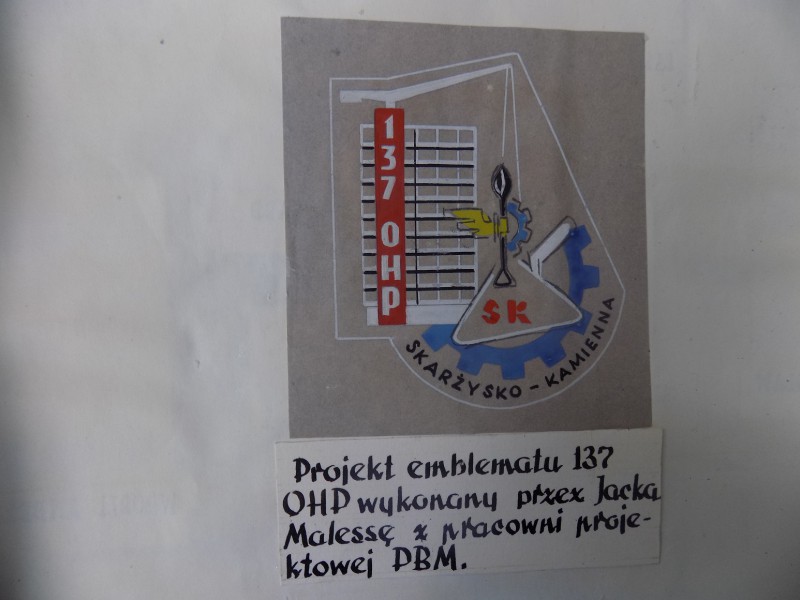 137 OHP
SK
SKARŻYSKO - KAMIENNA
Projekt emblematu 137
OHP wykonany przez Jacka
Malessę z pracowni proje-
ktowej PBM.